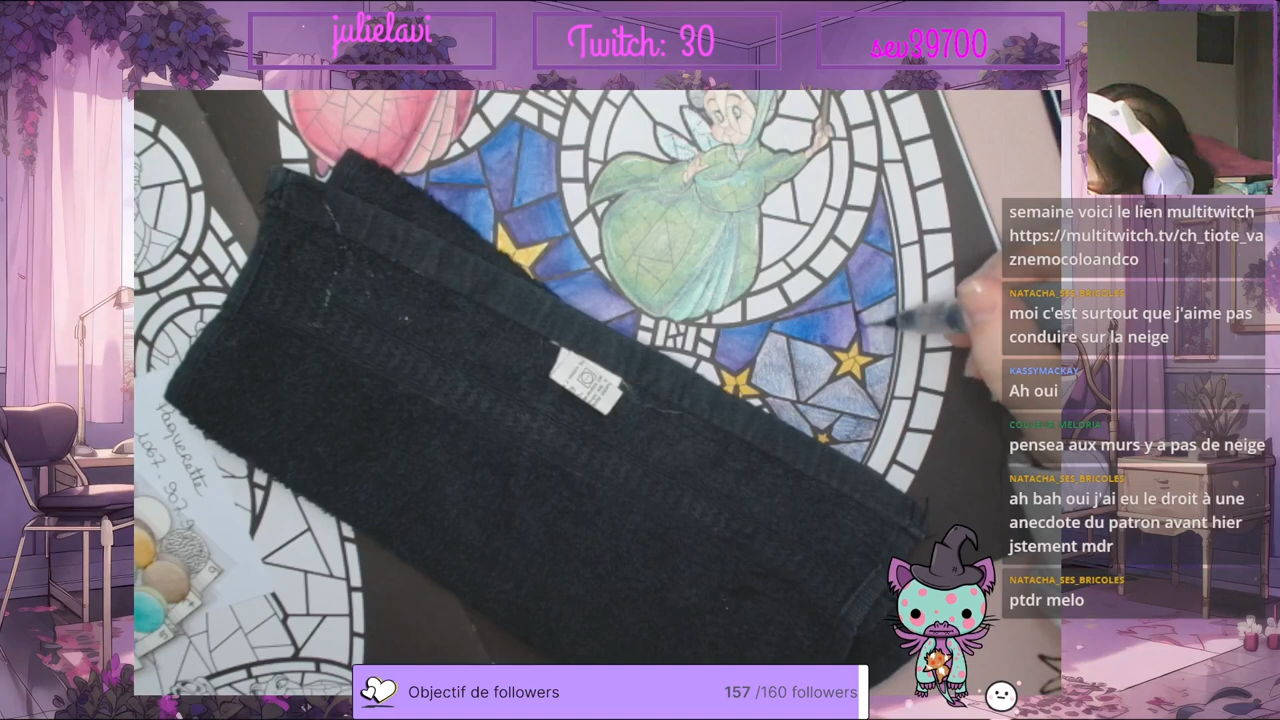 julielavi
Twitch: 30
sev39700
semaine voici le lien multitwitch
https://multitwitch.tv/ch_tiote_va
znemocoloandco
NATACHA_SES_BRICOLES
moi c'est surtout que j'aime pas
conduire sur la neige
KASSYMACKAY
Ah oui
pensea aux murs y a pas de neige
NATACHA_SES_BRICOLES
ah bah oui j'ai eu le droit à une
anecdote du patron avant hier
jstement mdr
NATACHA_SES_BRICOLES
ptdr melo
Paquerette
Objectif de followers
157 /160 followers